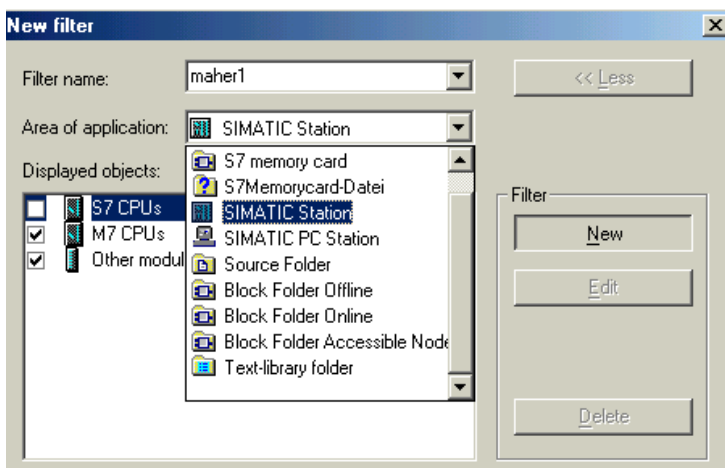 New filter
Filter name:
maher1
<< Less
Area of application:
SIMATIC Station
Displayed objects:
S7 CPUs
M7 CPUs
Other modul
S7 memory card
S7Memorycard-Datei
SIMATIC Station
SIMATIC PC Station
Source Folder
Block Folder Offline
Block Folder Online
Block Folder Accessible Node
Text-library folder
Filter
New
Edit
Delete